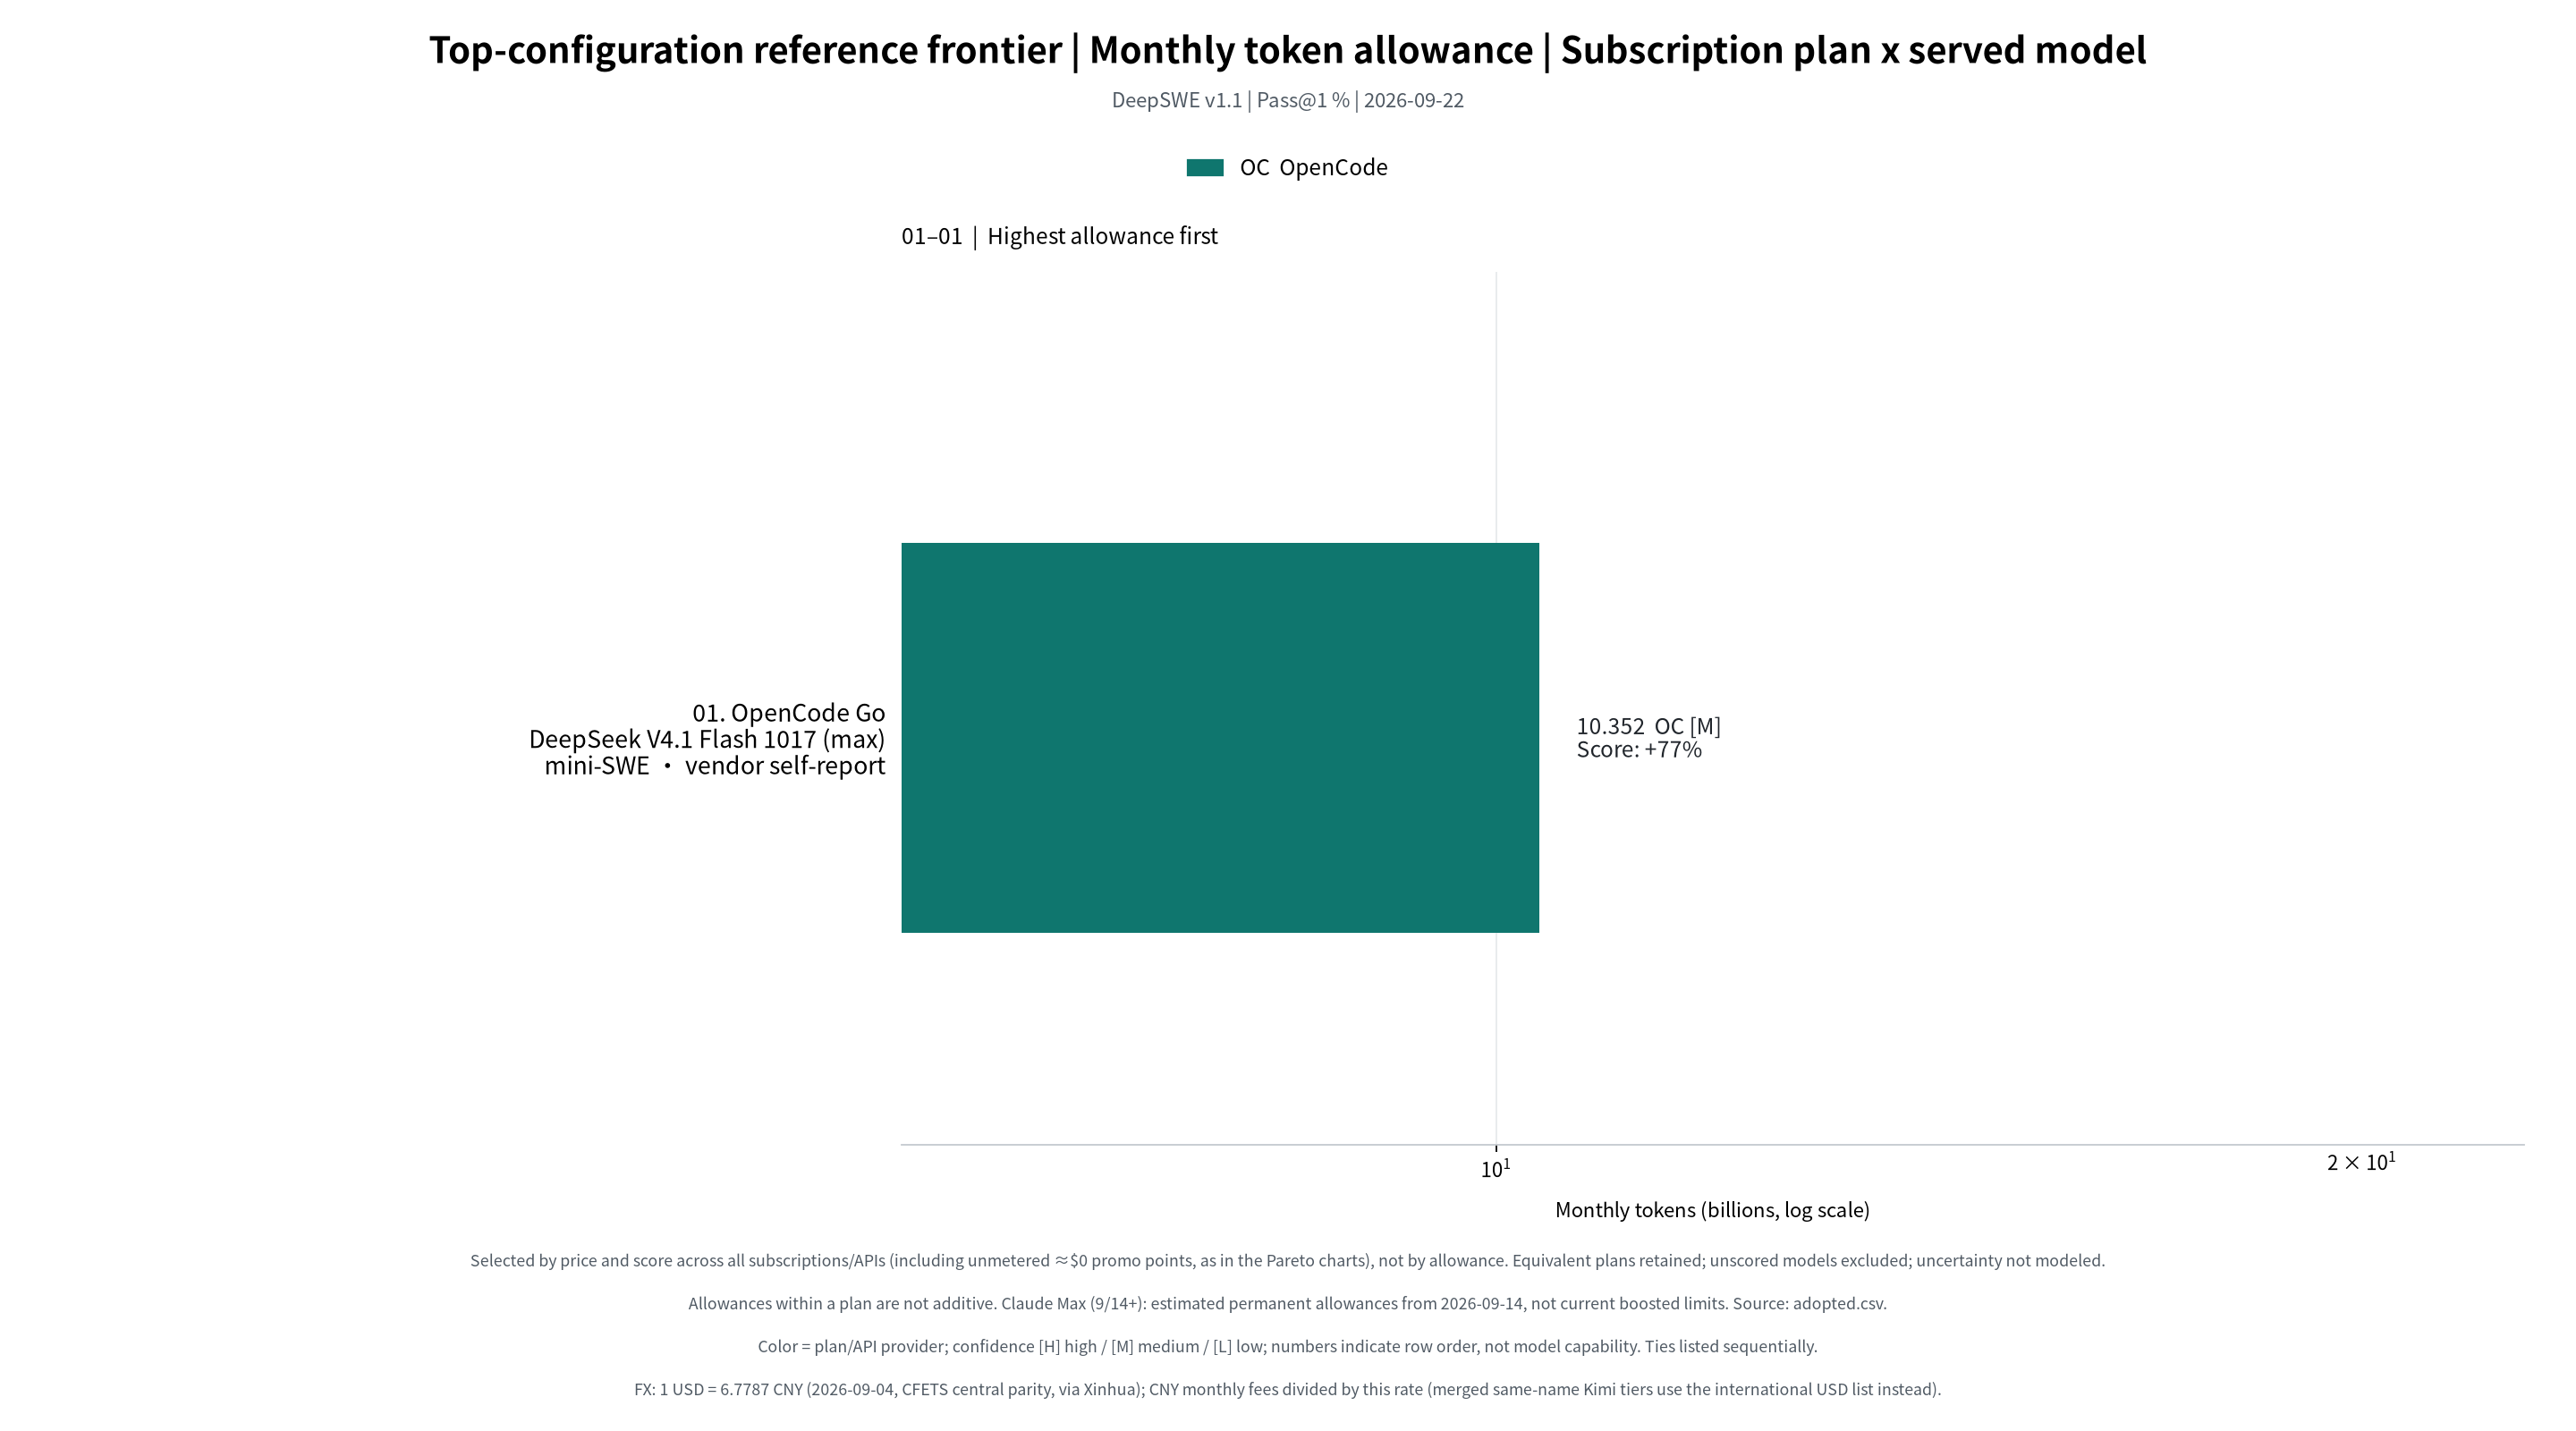 Top-configuration reference frontier | Monthly token allowance | Subscription plan x served model
DeepSWE v1.1 | Pass@1 % | 2026-09-22
OC OpenCode
01–01 | Highest allowance first
01. OpenCode Go
DeepSeek V4.1 Flash 1017 (max)
mini-SWE ・ vendor self-report
10.352 OC [M]
Score: +77%
10¹
2 × 10¹
Monthly tokens (billions, log scale)
Selected by price and score across all subscriptions/APIs (including unmetered ≈$0 promo points, as in the Pareto charts), not by allowance. Equivalent plans retained; unscored models excluded; uncertainty not modeled.
Allowances within a plan are not additive. Claude Max (9/14+): estimated permanent allowances from 2026-09-14, not current boosted limits. Source: adopted.csv.
Color = plan/API provider; confidence [H] high / [M] medium / [L] low; numbers indicate row order, not model capability. Ties listed sequentially.
FX: 1 USD = 6.7787 CNY (2026-09-04, CFETS central parity, via Xinhua); CNY monthly fees divided by this rate (merged same-name Kimi tiers use the international USD list instead).